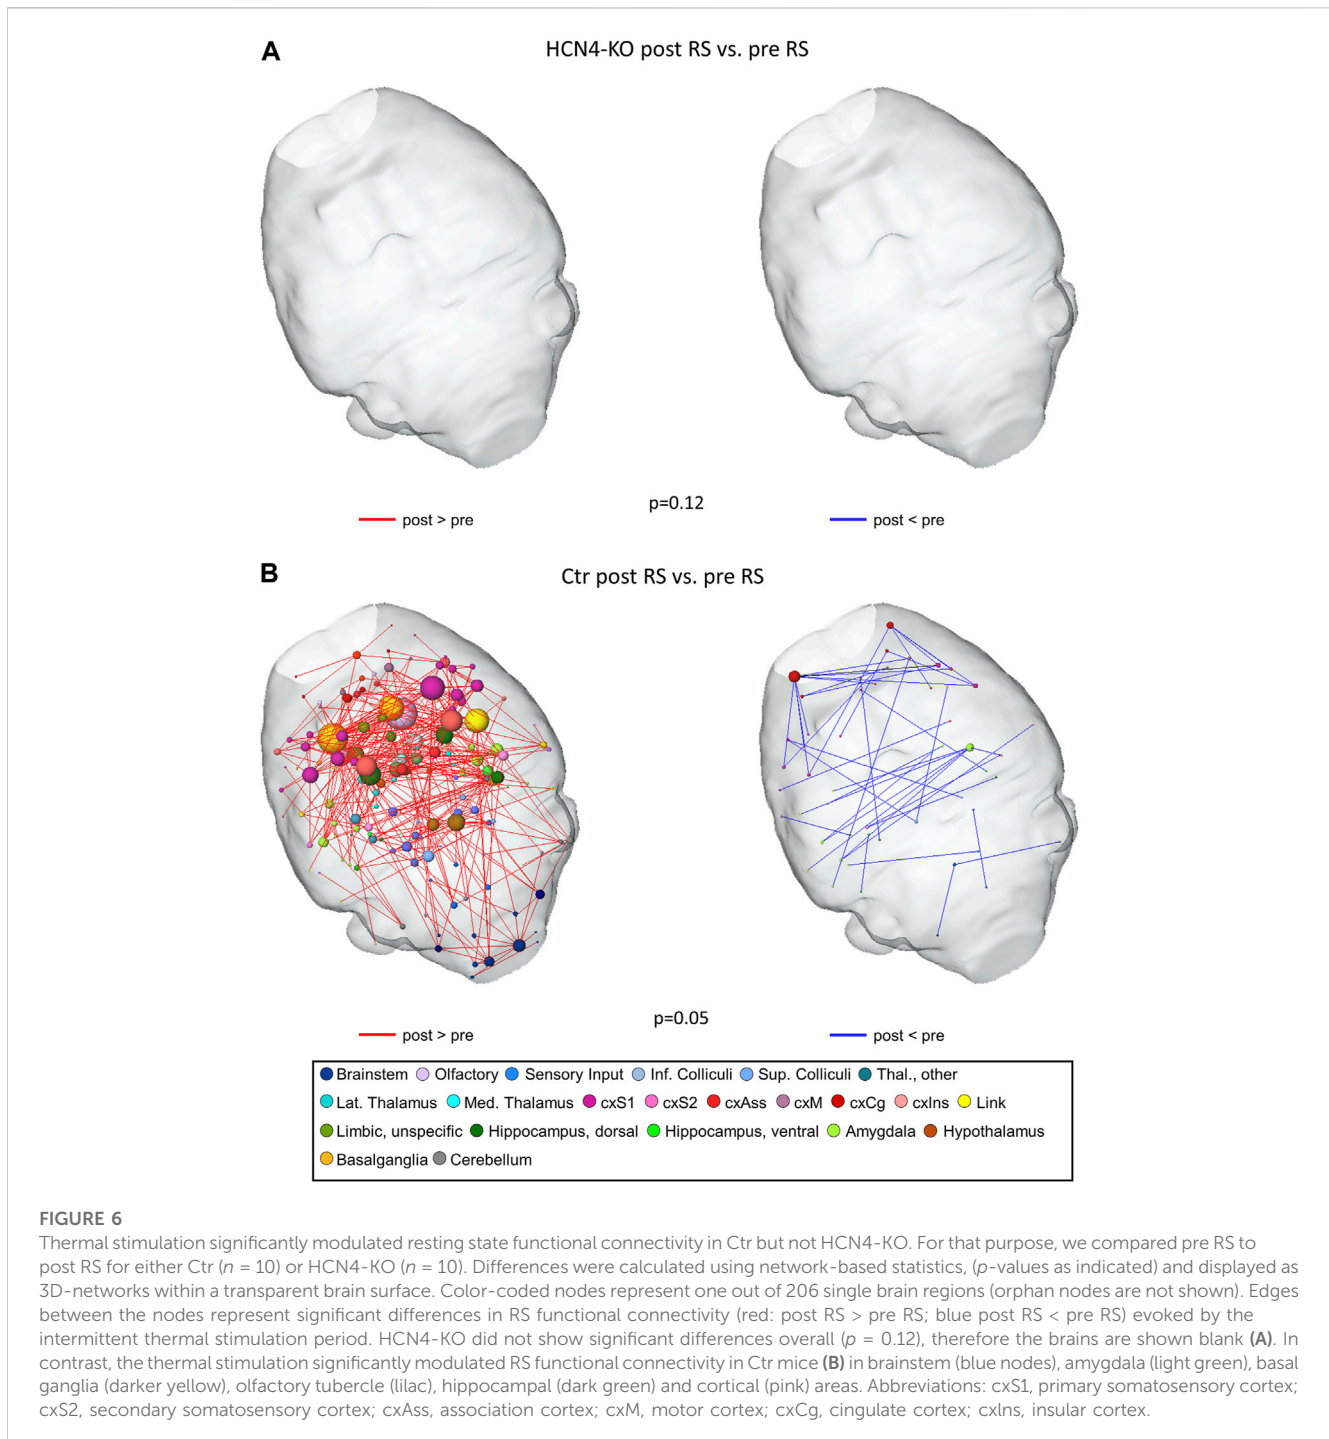 A
HCN4-KO post RS vs. pre RS
p=0.12
post > pre
post < pre
B
Ctr post RS vs. pre RS
p=0.05
post > pre
post < pre
Brainstem Olfactory Sensory Input Inf. Colliculi Sup. Colliculi Thal., other
Lat. Thalamus Med. Thalamus cxS1 cxS2 cxAss cxM cxCg cxIns Link
Limbic, unspecific Hippocampus, dorsal Hippocampus, ventral Amygdala Hypothalamus
Basalganglia Cerebellum
FIGURE 6
Thermal stimulation significantly modulated resting state functional connectivity in Ctr but not HCN4-KO. For that purpose, we compared pre RS to
post RS for either Ctr (n = 10) or HCN4-KO (n = 10). Differences were calculated using network-based statistics, (p-values as indicated) and displayed as
3D-networks within a transparent brain surface. Color-coded nodes represent one out of 206 single brain regions (orphan nodes are not shown). Edges
between the nodes represent significant differences in RS functional connectivity (red: post RS > pre RS; blue post RS < pre RS) evoked by the
intermittent thermal stimulation period. HCN4-KO did not show significant differences overall (p = 0.12), therefore the brains are shown blank (A). In
contrast, the thermal stimulation significantly modulated RS functional connectivity in Ctr mice (B) in brainstem (blue nodes), amygdala (light green), basal
ganglia (darker yellow), olfactory tubercle (lilac), hippocampal (dark green) and cortical (pink) areas. Abbreviations: cxS1, primary somatosensory cortex;
cxS2, secondary somatosensory cortex; cxAss, association cortex; cxM, motor cortex; cxCg, cingulate cortex; cxIns, insular cortex.